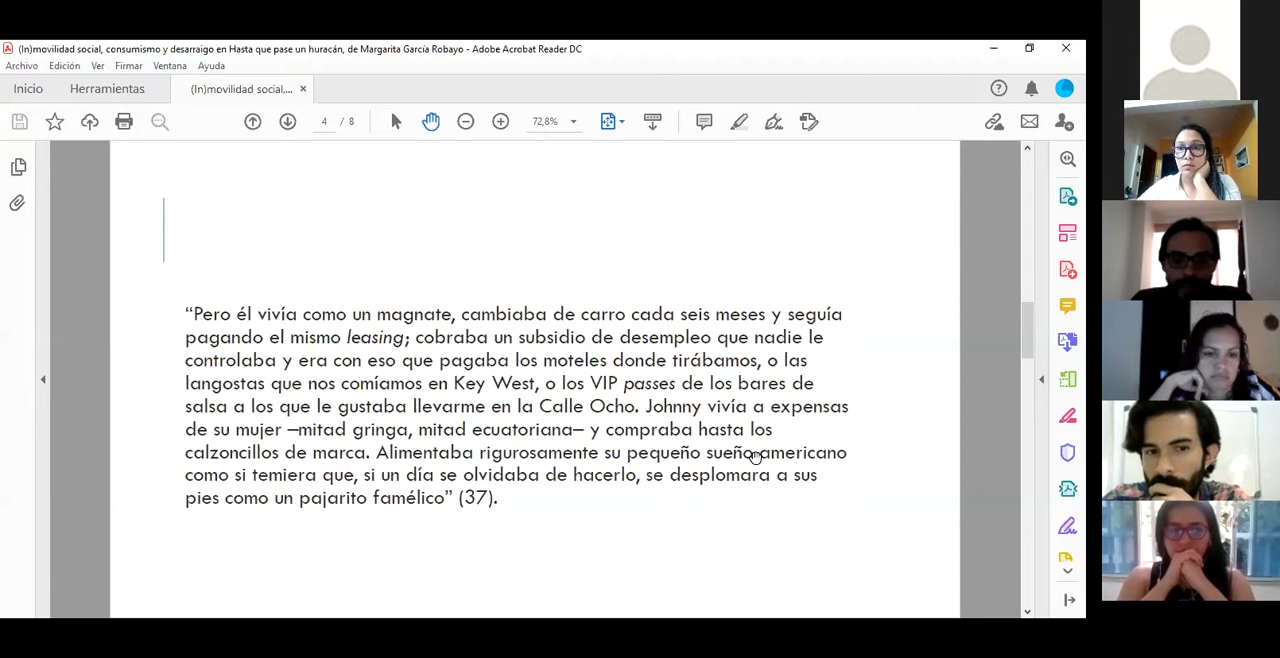 (In)movilidad social, consumismo y desarraigo en Hasta que pase un huracán, de Margarita García Robayo - Adobe Acrobat Reader DC
Archivo Edición Ver Firmar Ventana Ayuda
Inicio Herramientas (In)movilidad social,... ×
4 / 8 72,8%
“Pero él vivía como un magnate, cambiaba de carro cada seis meses y seguía
pagando el mismo leasing; cobraba un subsidio de desempleo que nadie le
controlaba y era con eso que pagaba los moteles donde tirábamos, o las
langostas que nos comíamos en Key West, o los VIP passes de los bares de
salsa a los que le gustaba llevarme en la Calle Ocho. Johnny vivía a expensas
de su mujer –mitad gringa, mitad ecuatoriana– y compraba hasta los
calzoncillos de marca. Alimentaba rigurosamente su pequeño sueño americano
como si temiera que, si un día se olvidaba de hacerlo, se desplomara a sus
pies como un pajarito famélico” (37).